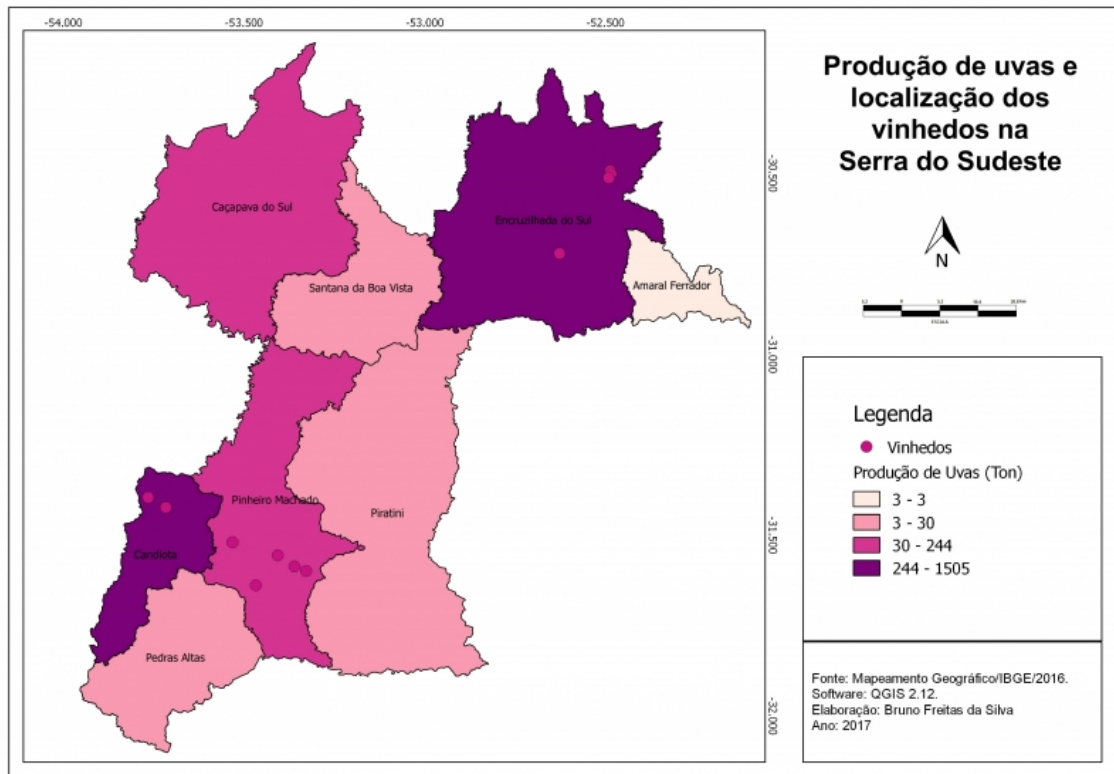 -54.000
-53.500
-53.000
-52.500
Produção de uvas e
localização dos
vinhedos na
Serra do Sudeste
-30.500
Caçapava do Sul
Encruzilhada do Sul
N
Santana da Boa Vista
Amaral Ferrador
ESCALA
-31.000
Legenda
Vinhedos
Produção de Uvas (Ton)
3 - 3
3 - 30
30 - 244
244 - 1505
Pinheiro Machado
Piratini
-31.500
Candiota
Pedras Altas
-32.000
Fonte: Mapeamento Geográfico/IBGE/2016.
Software: QGIS 2.12.
Elaboração: Bruno Freitas da Silva
Ano: 2017